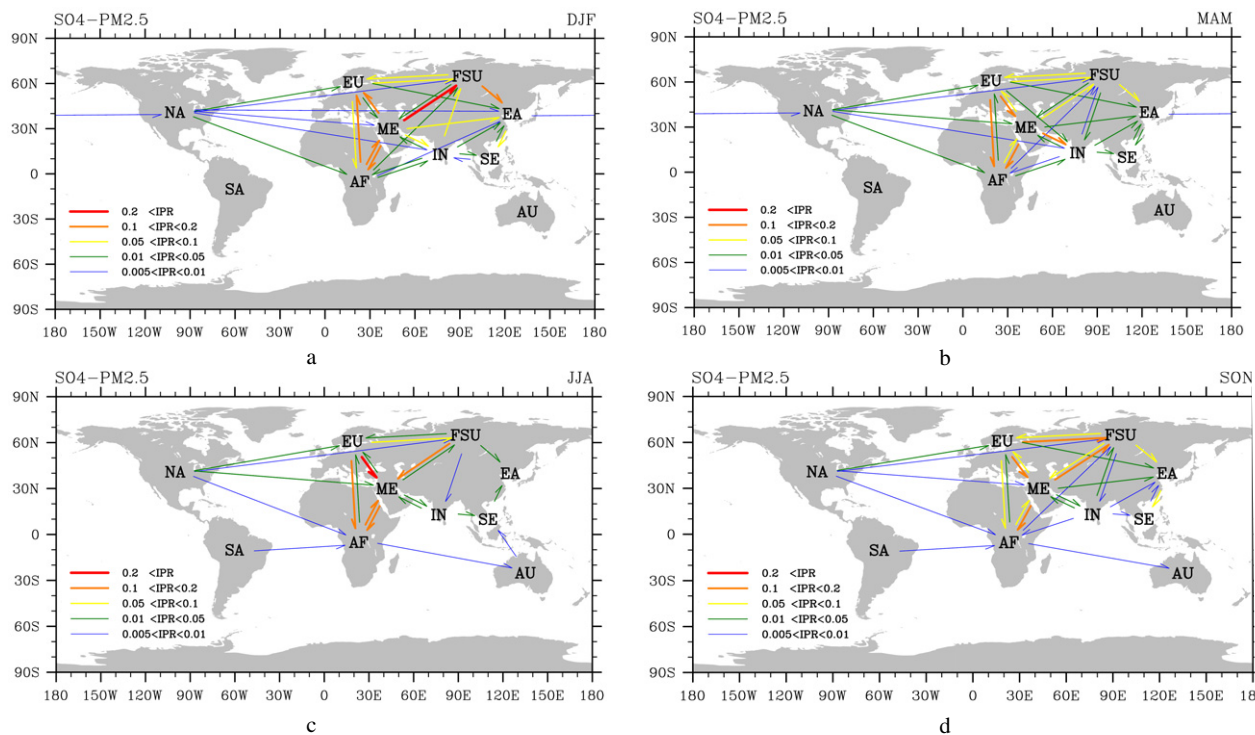 SO4-PM2.5 DJF
90N
60N
30N
0
30S
60S
90S
EU
FSU
NA
EA
ME
IN
SE
AF
SA
AU
0.2 <IPR
0.1 <IPR<0.2
0.05 <IPR<0.1
0.01 <IPR<0.05
0.005<IPR<0.01
180 150W 120W 90W 60W 30W 0 30E 60E 90E 120E 150E 180
a
SO4-PM2.5 MAM
90N
60N
30N
0
30S
60S
90S
EU
FSU
NA
EA
ME
IN
SE
AF
SA
AU
0.2 <IPR
0.1 <IPR<0.2
0.05 <IPR<0.1
0.01 <IPR<0.05
0.005<IPR<0.01
180 150W 120W 90W 60W 30W 0 30E 60E 90E 120E 150E 180
b
SO4-PM2.5 JJA
90N
60N
30N
0
30S
60S
90S
EU
FSU
NA
EA
ME
IN
SE
AF
SA
AU
0.2 <IPR
0.1 <IPR<0.2
0.05 <IPR<0.1
0.01 <IPR<0.05
0.005<IPR<0.01
180 150W 120W 90W 60W 30W 0 30E 60E 90E 120E 150E 180
c
SO4-PM2.5 SON
90N
60N
30N
0
30S
60S
90S
EU
FSU
NA
EA
ME
IN
SE
AF
SA
AU
0.2 <IPR
0.1 <IPR<0.2
0.05 <IPR<0.1
0.01 <IPR<0.05
0.005<IPR<0.01
180 150W 120W 90W 60W 30W 0 30E 60E 90E 120E 150E 18
d